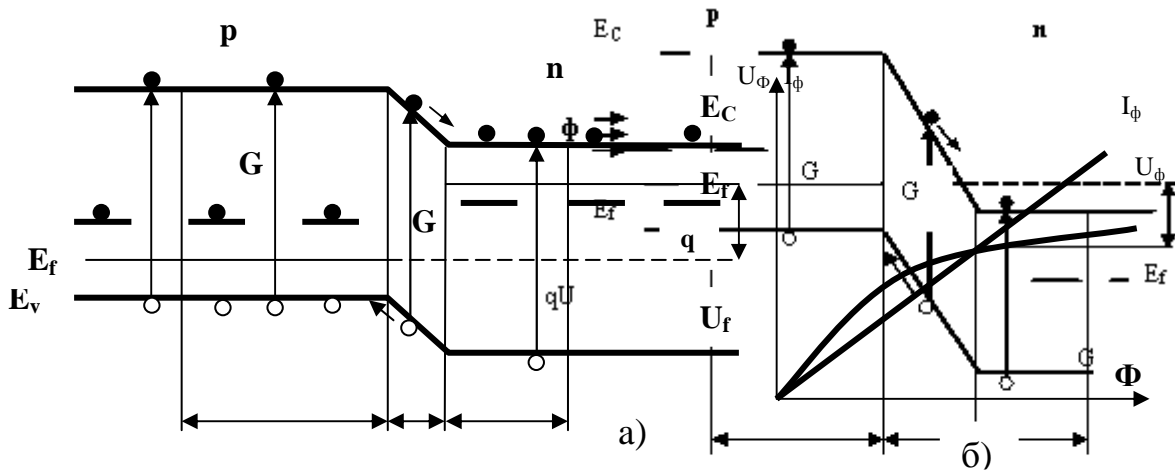 p
n
E_C
p
n
U_Ф I_ф
I_ф
E_C
ф
G
G
G
G
U_ф
E_f
E_f
q
E_f
E_f
E_v
qU
U_f
G
Ф
а)
б)